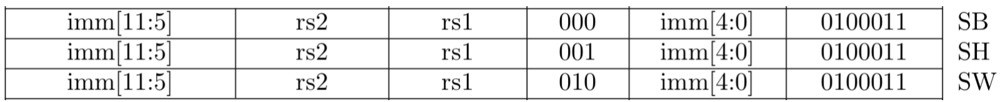 imm[11:5] rs2 rs1 000 imm[4:0] 0100011 SB
imm[11:5] rs2 rs1 001 imm[4:0] 0100011 SH
imm[11:5] rs2 rs1 010 imm[4:0] 0100011 SW